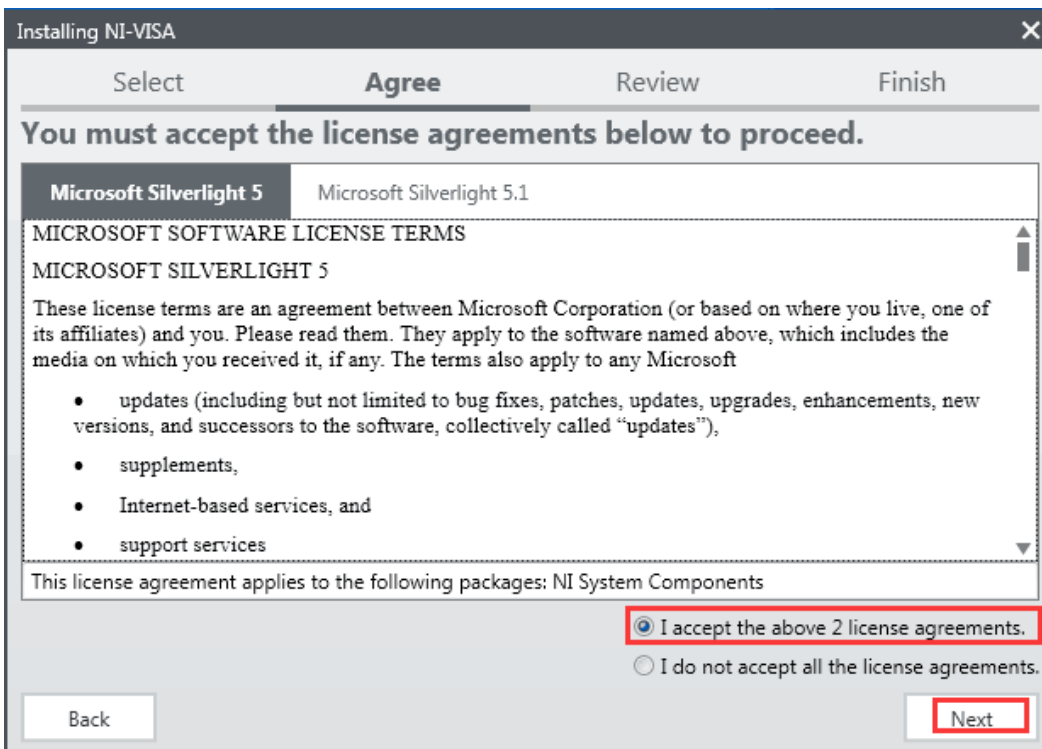 Installing NI-VISA
Select Agree Review Finish
You must accept the license agreements below to proceed.
Microsoft Silverlight 5 Microsoft Silverlight 5.1
MICROSOFT SOFTWARE LICENSE TERMS
MICROSOFT SILVERLIGHT 5
These license terms are an agreement between Microsoft Corporation (or based on where you live, one of
its affiliates) and you. Please read them. They apply to the software named above, which includes the
media on which you received it, if any. The terms also apply to any Microsoft
• updates (including but not limited to bug fixes, patches, updates, upgrades, enhancements, new
versions, and successors to the software, collectively called “updates”),
• supplements,
• Internet-based services, and
• support services
This license agreement applies to the following packages: NI System Components
I accept the above 2 license agreements.
I do not accept all the license agreements.
Back Next